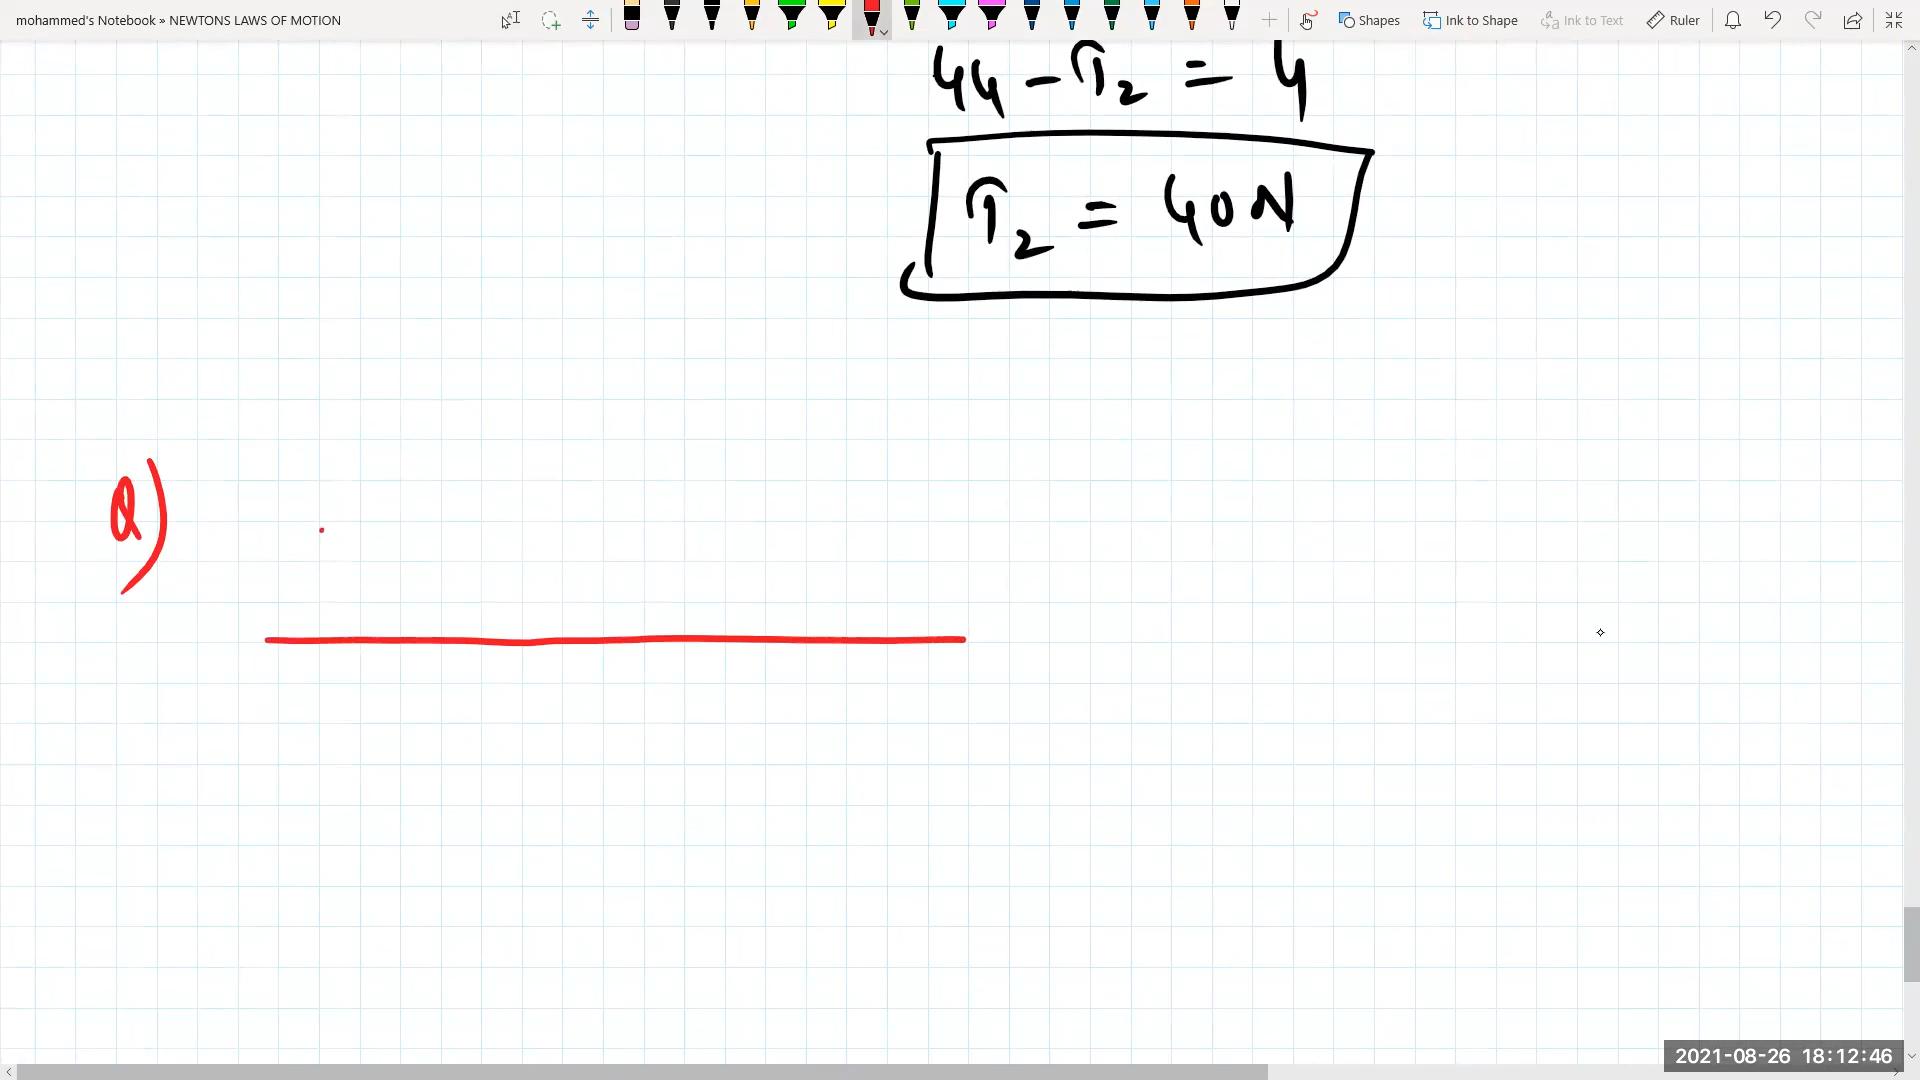 mohammed's Notebook » NEWTONS LAWS OF MOTION
Shapes
Ink to Shape
Ink to Text
Ruler
44 - T₂ = 4
T₂ = 40N
Q)
2021-08-26 18:12:46